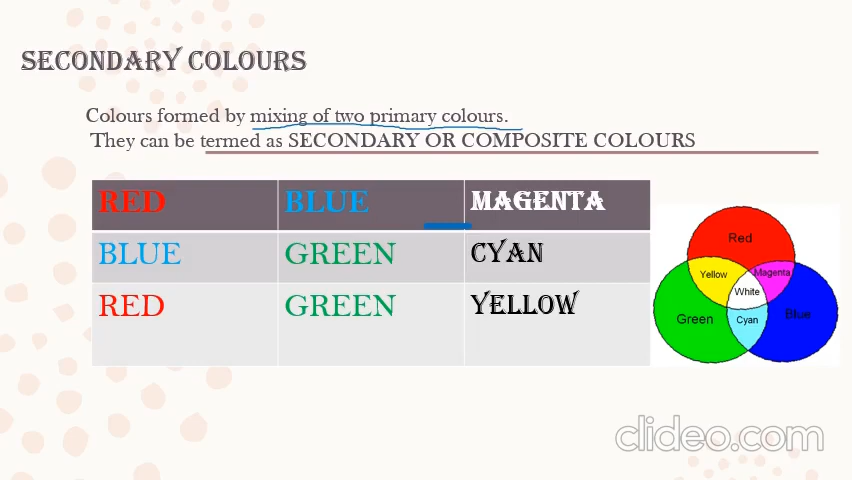 SECONDARY COLOURS
Colours formed by mixing of two primary colours.
They can be termed as SECONDARY OR COMPOSITE COLOURS
RED BLUE MAGENTA
BLUE GREEN CYAN
RED GREEN YELLOW
Red
Yellow Magenta
White
Green Cyan Blue
clideo.com